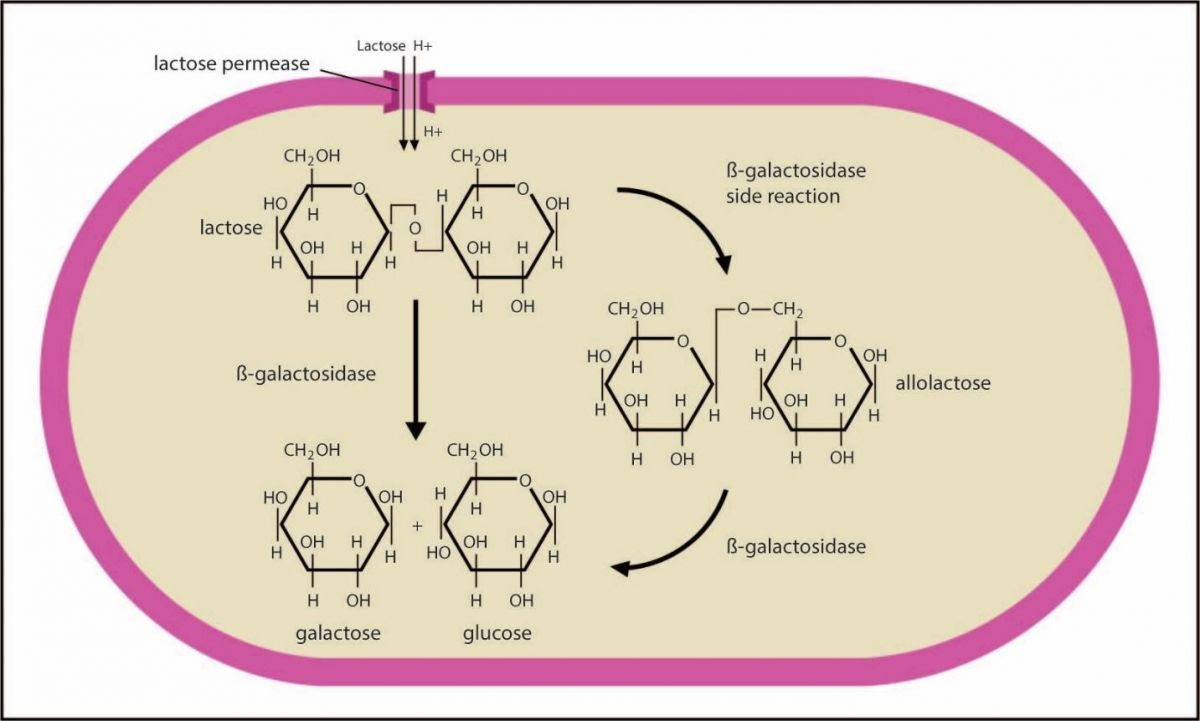 Lactose H+
lactose permease
H+
CH2OH CH2OH
ß-galactosidase
side reaction
O O
HO H H H OH
lactose O
OH H OH H
H H H
H OH H OH
CH2OH O CH2
O O
HO H H H OH
ß-galactosidase
allolactose
OH H HO OH H
H H H
H OH H OH
CH2OH CH2OH
O O
HO H OH H H OH
+
OH H OH H
H H HO H
ß-galactosidase
H OH H OH
galactose glucose